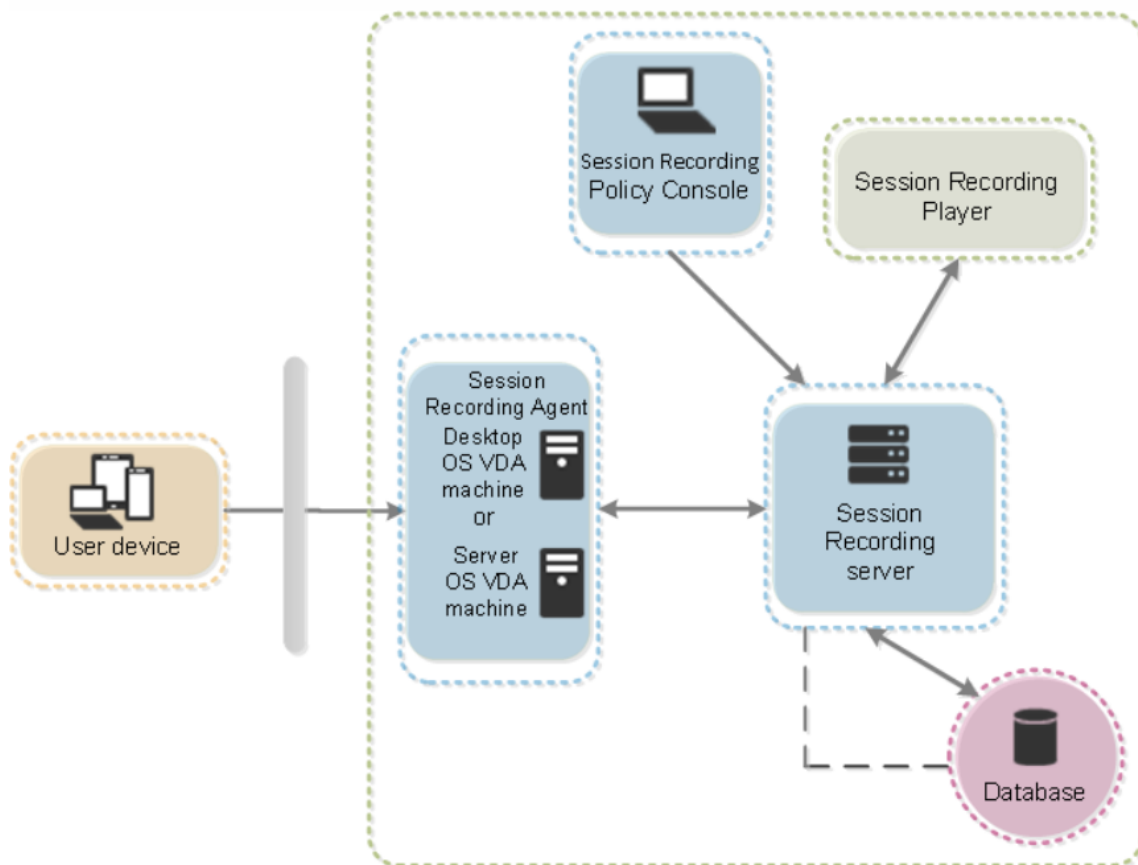 Session Recording
Policy Console
Session Recording
Player
Session
Recording Agent
Desktop
OS VDA
machine
or
Server
OS VDA
machine
User device
Session
Recording
server
Database